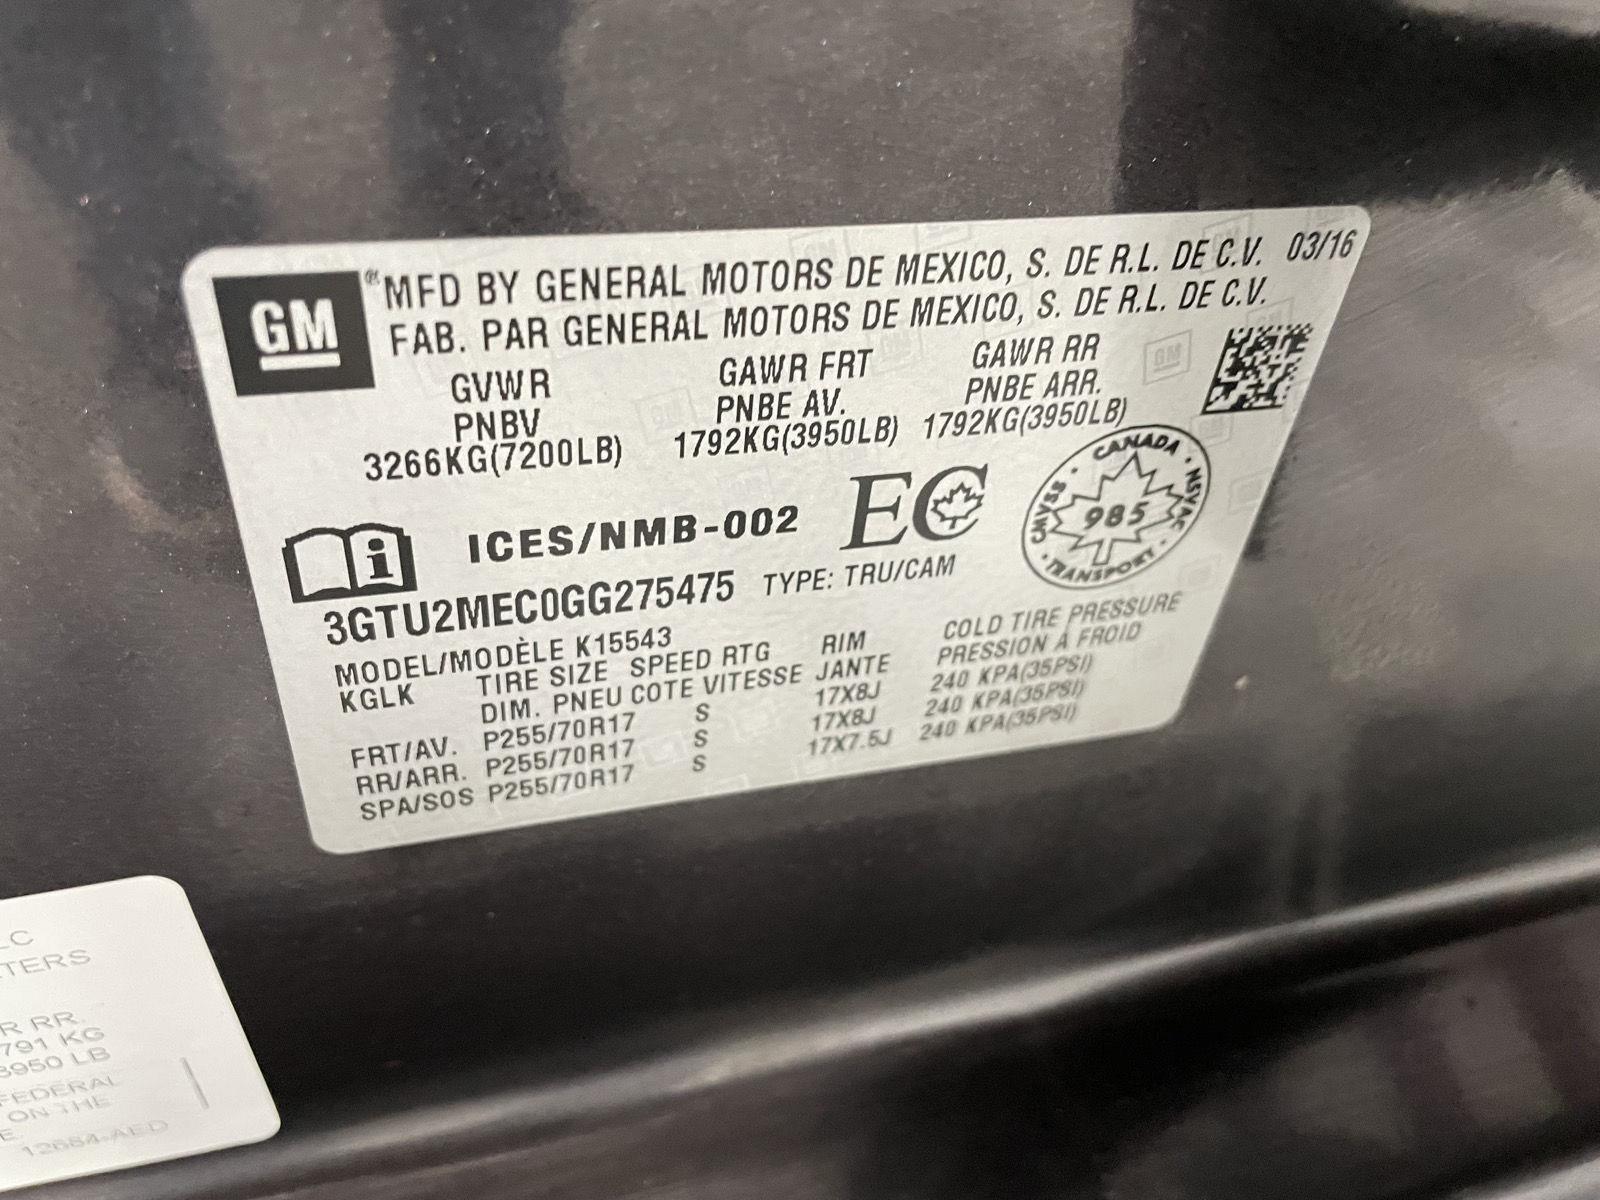 GM
® MFD BY GENERAL MOTORS DE MEXICO, S. DE R.L. DE C.V. 03/16
FAB. PAR GENERAL MOTORS DE MEXICO, S. DE R.L. DE C.V.
GVWR GAWR FRT GAWR RR
PNBV PNBE AV. PNBE ARR.
3266KG(7200LB) 1792KG(3950LB) 1792KG(3950LB)
ICES/NMB-002 EC
CANADA · NSVAC · TRANSPORT · CMVSS ·
985
3GTU2MEC0GG275475 TYPE: TRU/CAM
MODEL/MODÈLE K15543
KGLK TIRE SIZE SPEED RTG RIM COLD TIRE PRESSURE
DIM. PNEU COTE VITESSE JANTE PRESSION À FROID
FRT/AV. P255/70R17 S 17X8J 240 KPA(35PSI)
RR/ARR. P255/70R17 S 17X8J 240 KPA(35PSI)
SPA/SOS P255/70R17 S 17X7.5J 240 KPA(35PSI)
LC
TERS
R RR.
791 KG
3950 LB
FEDERAL
ON THE
E.
12684-AED